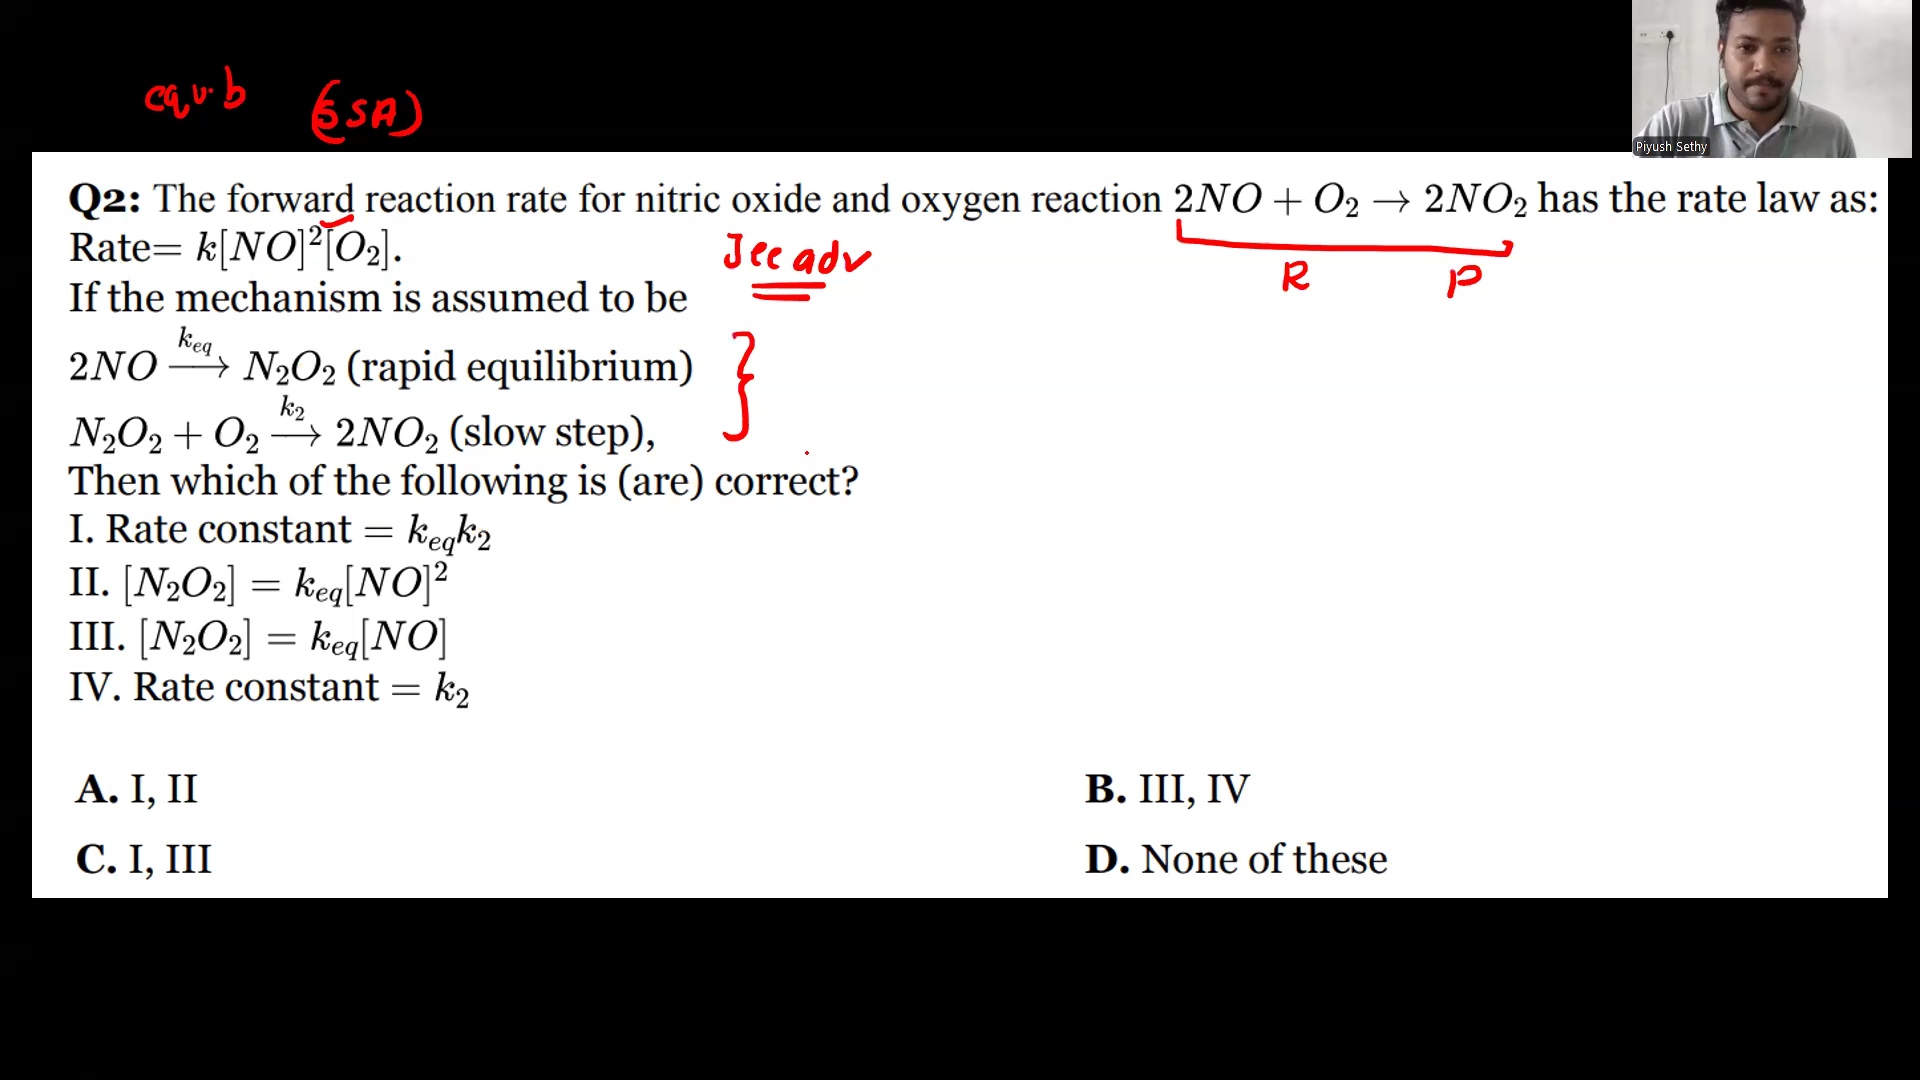 equ.b (SSA)
Piyush Sethy
Q2: The forward reaction rate for nitric oxide and oxygen reaction 2NO + O₂ → 2NO₂ has the rate law as:
Rate= k[NO]²[O₂].
Jee adv
R P
If the mechanism is assumed to be
2NO —k_eq→ N₂O₂ (rapid equilibrium)
N₂O₂ + O₂ —k₂→ 2NO₂ (slow step),
Then which of the following is (are) correct?
I. Rate constant = k_eq k₂
II. [N₂O₂] = k_eq[NO]²
III. [N₂O₂] = k_eq[NO]
IV. Rate constant = k₂
A. I, II
B. III, IV
C. I, III
D. None of these